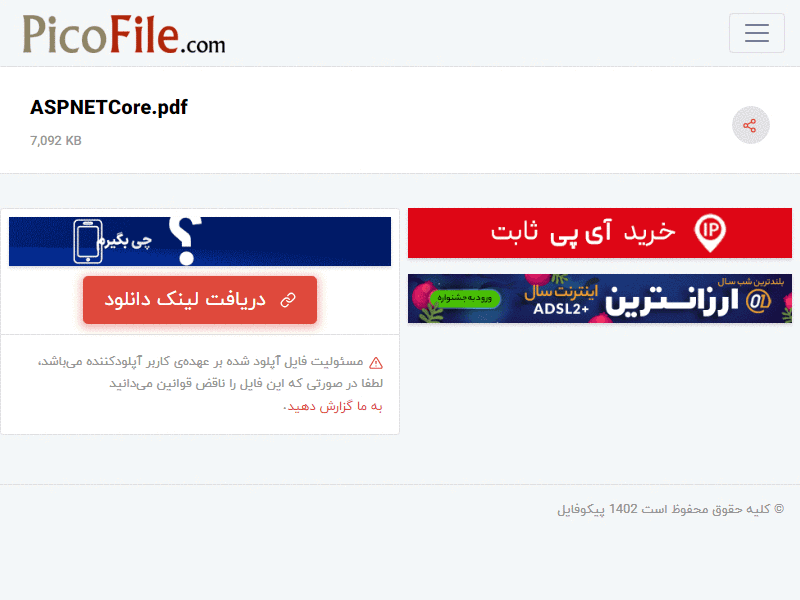 PicoFile.com
ASPNETCore.pdf
7,092 KB
چی بگیرم؟
دریافت لینک دانلود
مسئولیت فایل آپلود شده بر عهده‌ی کاربر آپلودکننده می‌باشد،
لطفا در صورتی که این فایل را ناقض قوانین می‌دانید
به ما گزارش دهید.
خرید آی پی ثابت
IP
بلندترین شب سال
ارزانــترین
اینترنت سال
ADSL2+
ورود به جشنواره
© کلیه حقوق محفوظ است 1402 پیکوفایل